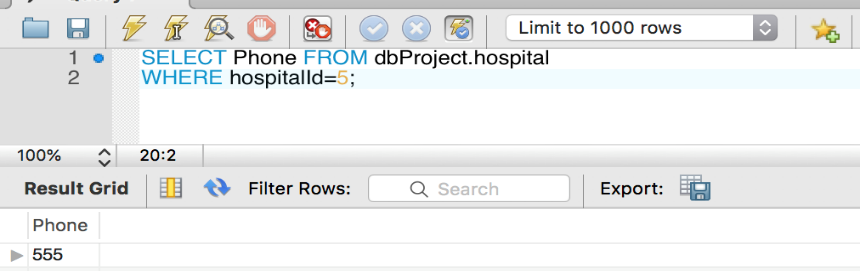 Limit to 1000 rows
1 SELECT Phone FROM dbProject.hospital
2 WHERE hospitalId=5;
100% 20:2
Result Grid Filter Rows: Search Export:
Phone
555